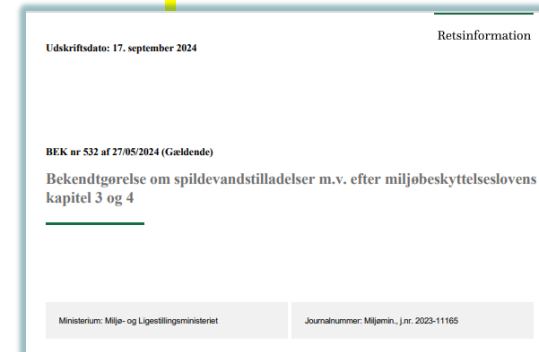 Retsinformation
Udskriftsdato: 17. september 2024
BEK nr 532 af 27/05/2024 (Gældende)
Bekendtgørelse om spildevandstilladelser m.v. efter miljøbeskyttelseslovens
kapitel 3 og 4
Ministerium: Miljø- og Ligestillingsministeriet
Journalnummer: Miljømin., j.nr. 2023-11165